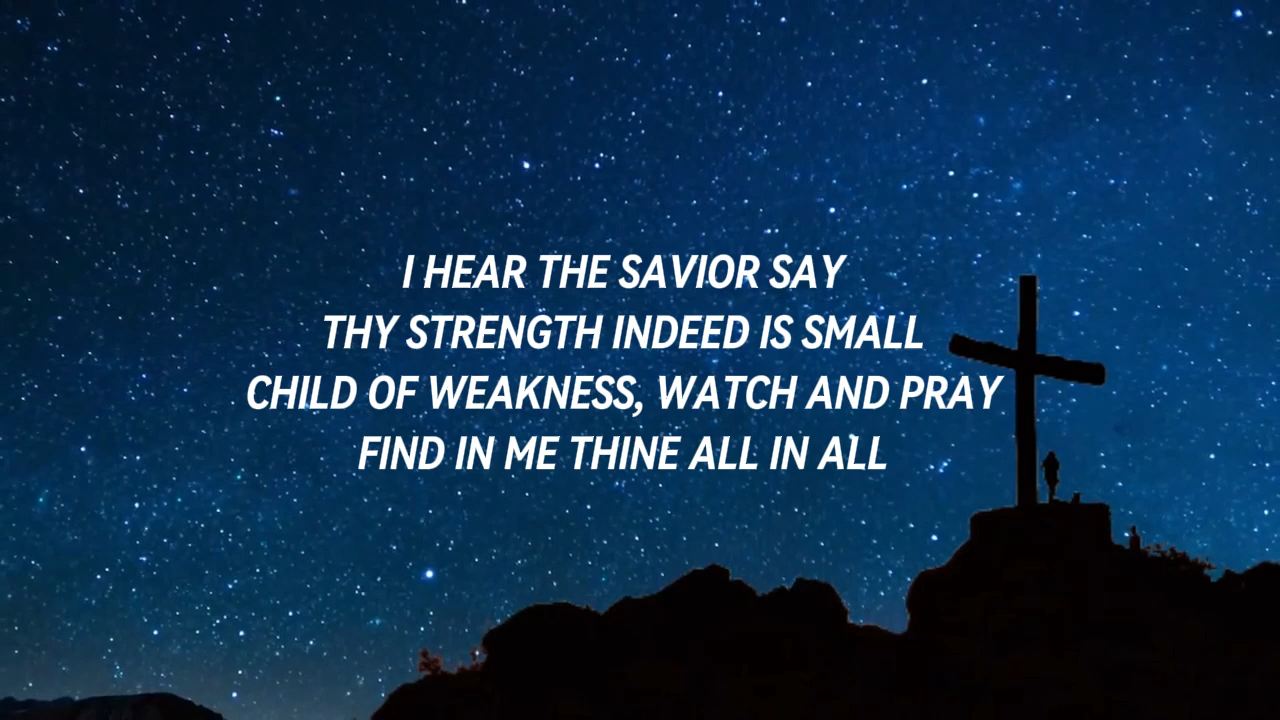 I HEAR THE SAVIOR SAY
THY STRENGTH INDEED IS SMALL
CHILD OF WEAKNESS, WATCH AND PRAY
FIND IN ME THINE ALL IN ALL